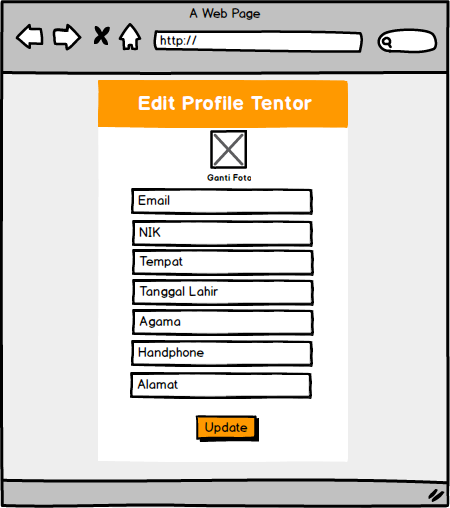 A Web Page
http://
Edit Profile Tentor
Ganti Foto
Email
NIK
Tempat
Tanggal Lahir
Agama
Handphone
Alamat
Update